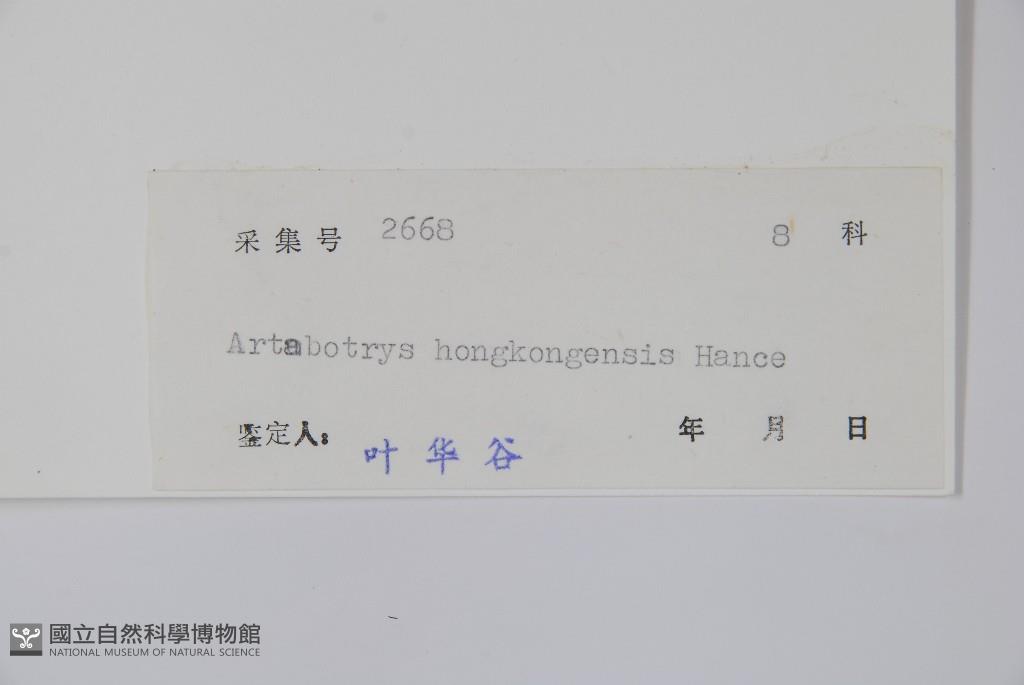 采集号 2668 8 科
Artabotrys hongkongensis Hance
鉴定人: 叶华谷 年 月 日
國立自然科學博物館
NATIONAL MUSEUM OF NATURAL SCIENCE